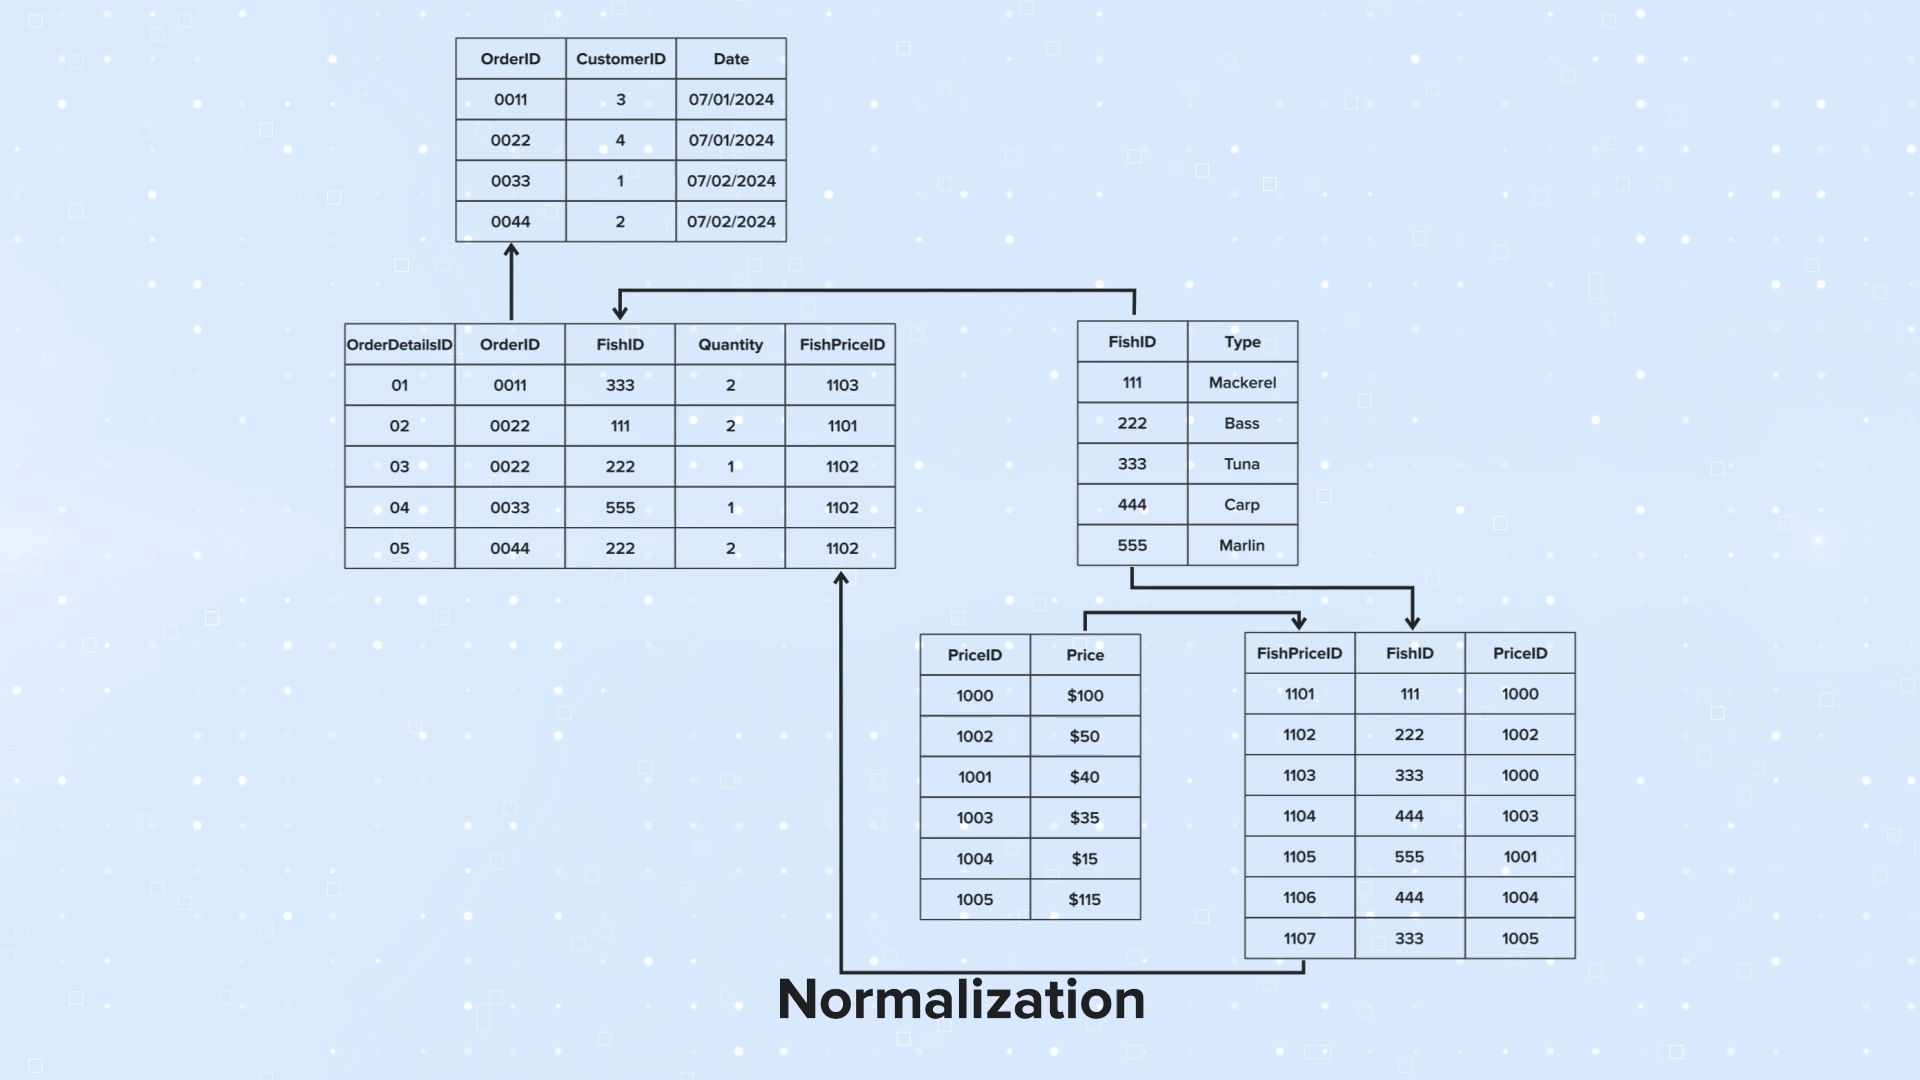 OrderID CustomerID Date
0011 3 07/01/2024
0022 4 07/01/2024
0033 1 07/02/2024
0044 2 07/02/2024
OrderDetailsID OrderID FishID Quantity FishPriceID
01 0011 333 2 1103
02 0022 111 2 1101
03 0022 222 1 1102
04 0033 555 1 1102
05 0044 222 2 1102
FishID Type
111 Mackerel
222 Bass
333 Tuna
444 Carp
555 Marlin
PriceID Price
1000 $100
1002 $50
1001 $40
1003 $35
1004 $15
1005 $115
FishPriceID FishID PriceID
1101 111 1000
1102 222 1002
1103 333 1000
1104 444 1003
1105 555 1001
1106 444 1004
1107 333 1005
Normalization